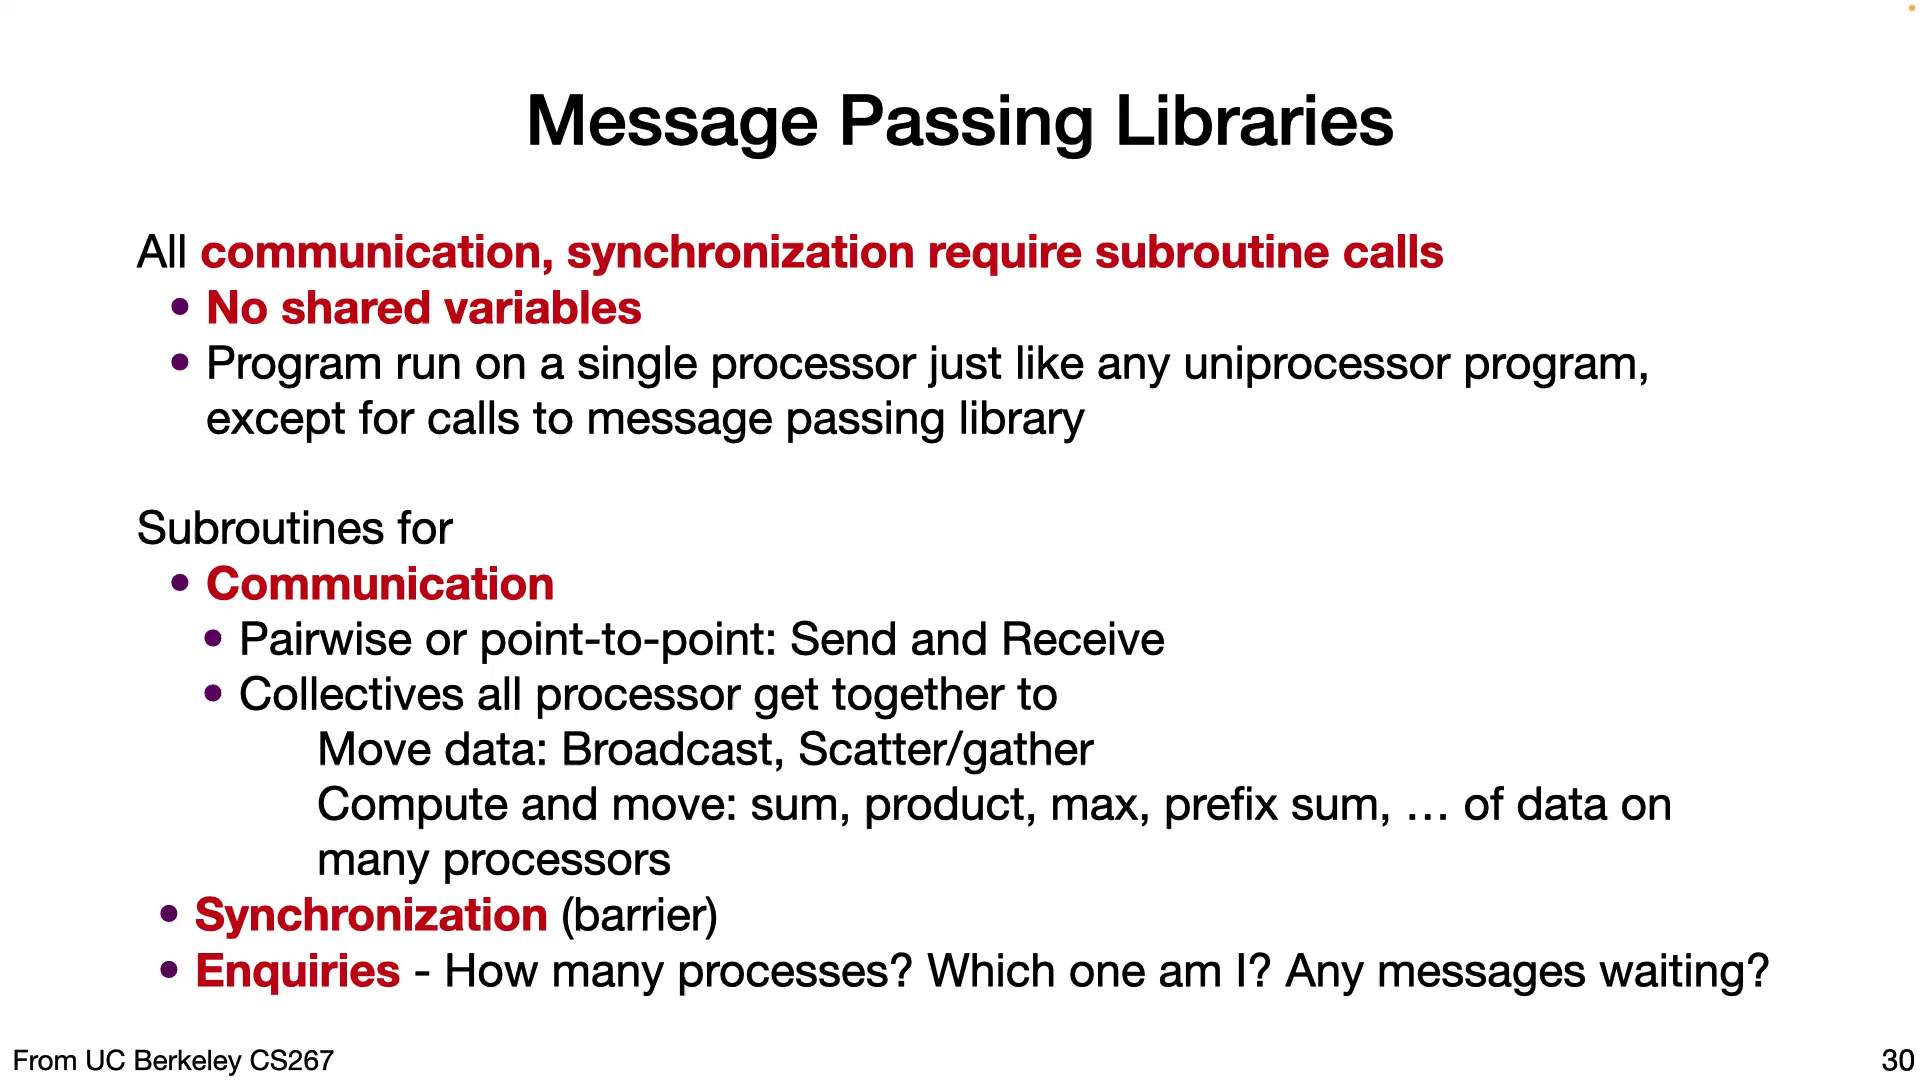 Message Passing Libraries
All communication, synchronization require subroutine calls
• No shared variables
• Program run on a single processor just like any uniprocessor program,
except for calls to message passing library
Subroutines for
• Communication
• Pairwise or point-to-point: Send and Receive
• Collectives all processor get together to
Move data: Broadcast, Scatter/gather
Compute and move: sum, product, max, prefix sum, … of data on
many processors
• Synchronization (barrier)
• Enquiries - How many processes? Which one am I? Any messages waiting?
From UC Berkeley CS267
30